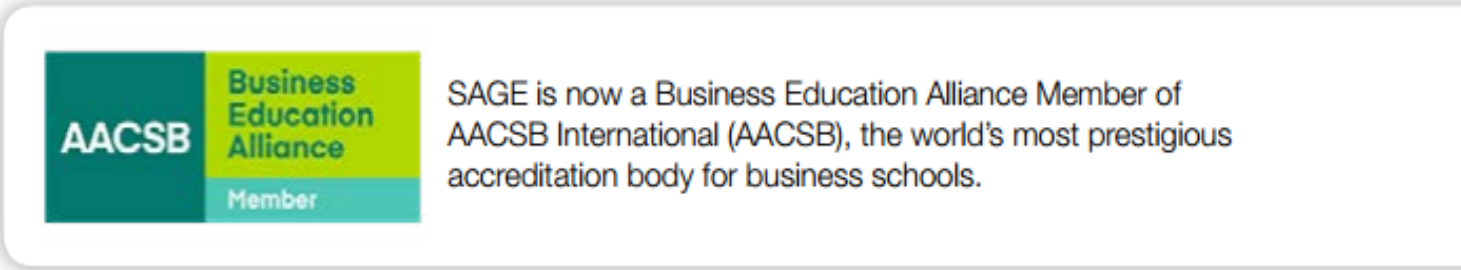 AACSB
Business
Education
Alliance
Member
SAGE is now a Business Education Alliance Member of
AACSB International (AACSB), the world's most prestigious
accreditation body for business schools.